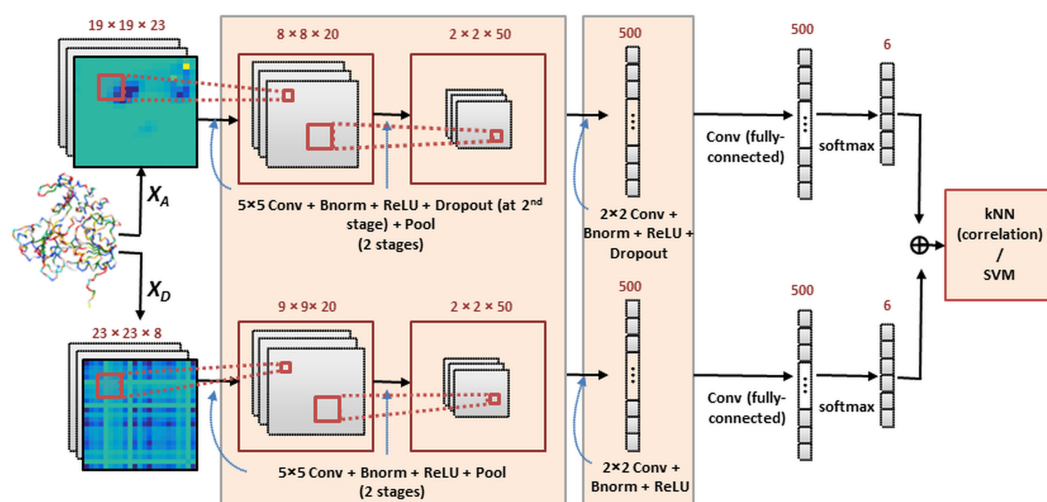 19 × 19 × 23
8 × 8 × 20
2 × 2 × 50
500
500
6
Conv (fully-
connected)
softmax
X_A
5×5 Conv + Bnorm + ReLU + Dropout (at 2nd
stage) + Pool
(2 stages)
2×2 Conv +
Bnorm + ReLU +
Dropout
kNN
(correlation)
/
SVM
X_D
23 × 23 × 8
9 × 9× 20
2 × 2 × 50
500
500
6
Conv (fully-
connected)
softmax
5×5 Conv + Bnorm + ReLU + Pool
(2 stages)
2×2 Conv +
Bnorm + ReLU